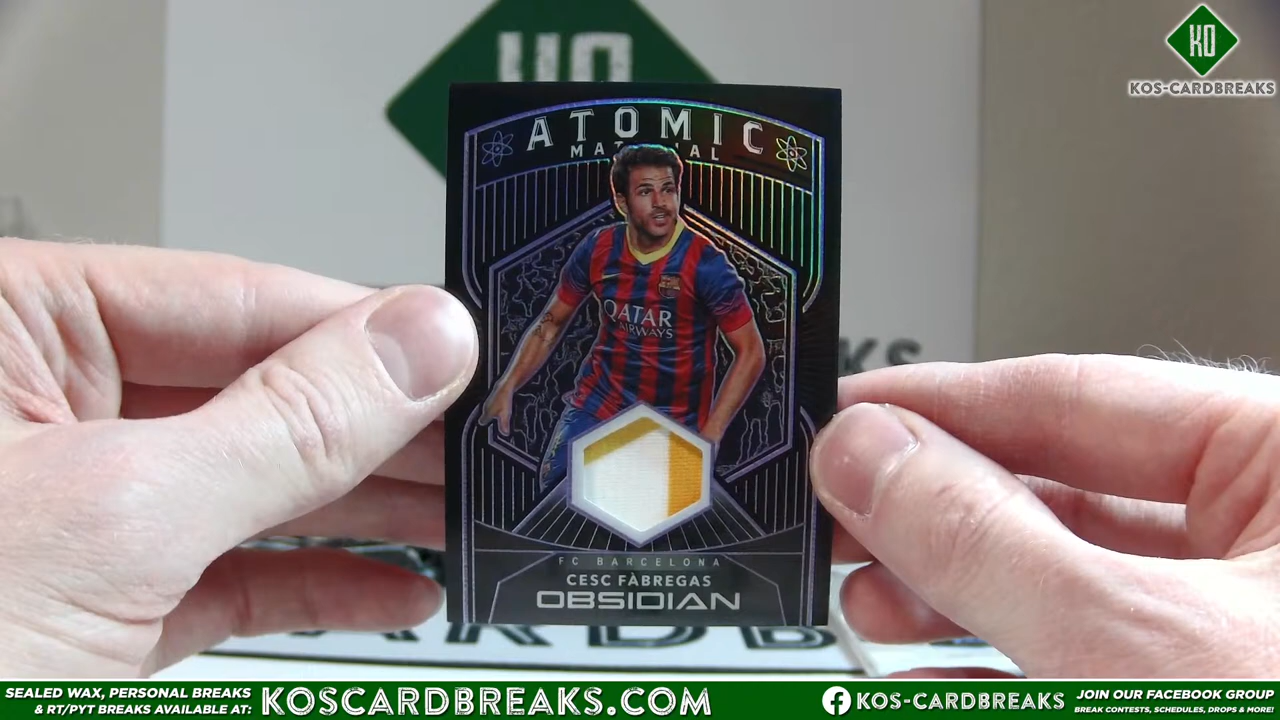 KO
KOS-CARDBREAKS
KO
ATOMIC
MATERIAL
QATAR
AIRWAYS
FC BARCELONA
CESC FÀBREGAS
OBSIDIAN
SEALED WAX, PERSONAL BREAKS
& RT/PYT BREAKS AVAILABLE AT:
KOSCARDBREAKS.COM
KOS-CARDBREAKS
JOIN OUR FACEBOOK GROUP
BREAK CONTESTS, SCHEDULES, DROPS & MORE!